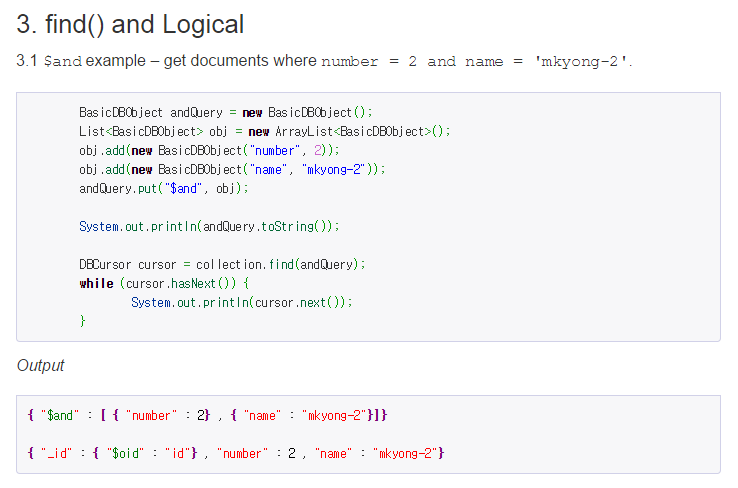 3. find() and Logical
3.1 $and example – get documents where number = 2 and name = 'mkyong-2'.
BasicDBObject andQuery = new BasicDBObject();
List<BasicDBObject> obj = new ArrayList<BasicDBObject>();
obj.add(new BasicDBObject("number", 2));
obj.add(new BasicDBObject("name", "mkyong-2"));
andQuery.put("$and", obj);
System.out.println(andQuery.toString());
DBCursor cursor = collection.find(andQuery);
while (cursor.hasNext()) {
System.out.println(cursor.next());
}
Output
{ "$and" : [ { "number" : 2} , { "name" : "mkyong-2"}]}
{ "_id" : { "$oid" : "id"} , "number" : 2 , "name" : "mkyong-2"}